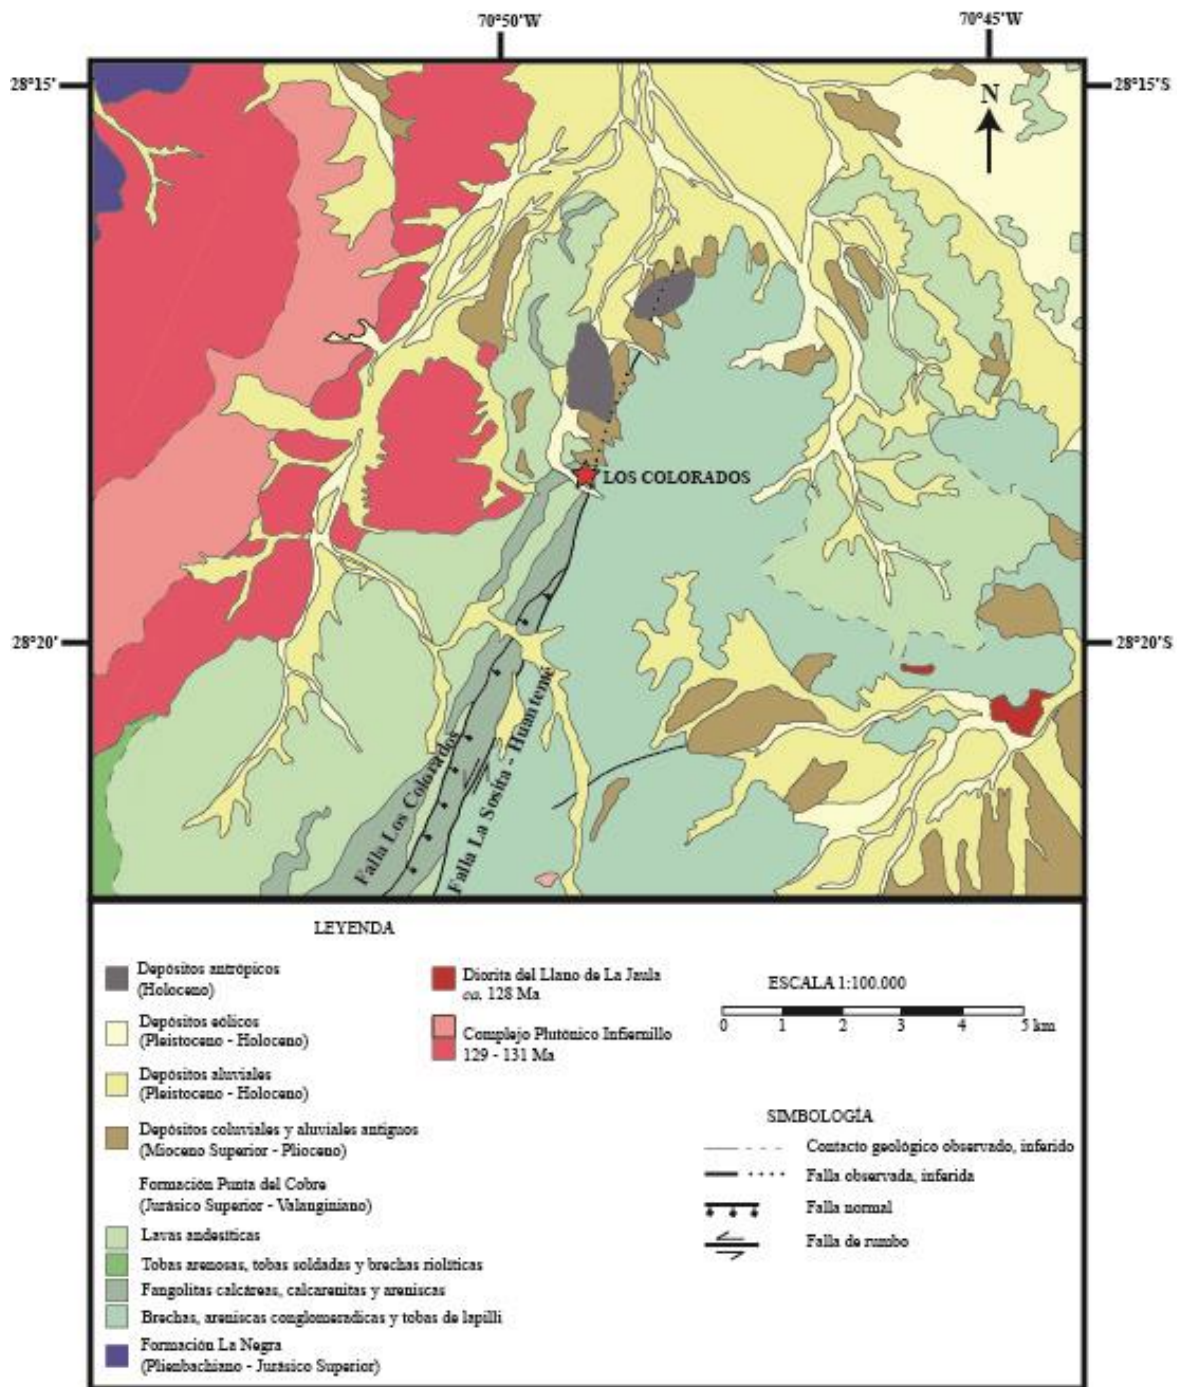 70°50'W
70°45'W
28°15'
28°15'S
N
LOS COLORADOS
28°20'
28°20'S
Falla Los Colorados
Falla La Sosita - Huantemé
LEYENDA
Depósitos antrópicos
(Holoceno)
Depósitos eólicos
(Pleistoceno - Holoceno)
Depósitos aluviales
(Pleistoceno - Holoceno)
Depósitos coluviales y aluviales antiguos
(Mioceno Superior - Plioceno)
Formación Punta del Cobre
(Jurásico Superior - Valanginiano)
Lavas andesíticas
Tobas arenosas, tobas soldadas y brechas riolíticas
Fangolitas calcáreas, calcarenitas y areniscas
Brechas, areniscas conglomeradicas y tobas de lapilli
Formación La Negra
(Plienbachiano - Jurásico Superior)
Diorita del Llano de La Jaula
ca. 128 Ma
Complejo Plutónico Infiernillo
129 - 131 Ma
ESCALA 1:100.000
0 1 2 3 4 5 km
SIMBOLOGÍA
Contacto geológico observado, inferido
Falla observada, inferida
Falla normal
Falla de rumbo